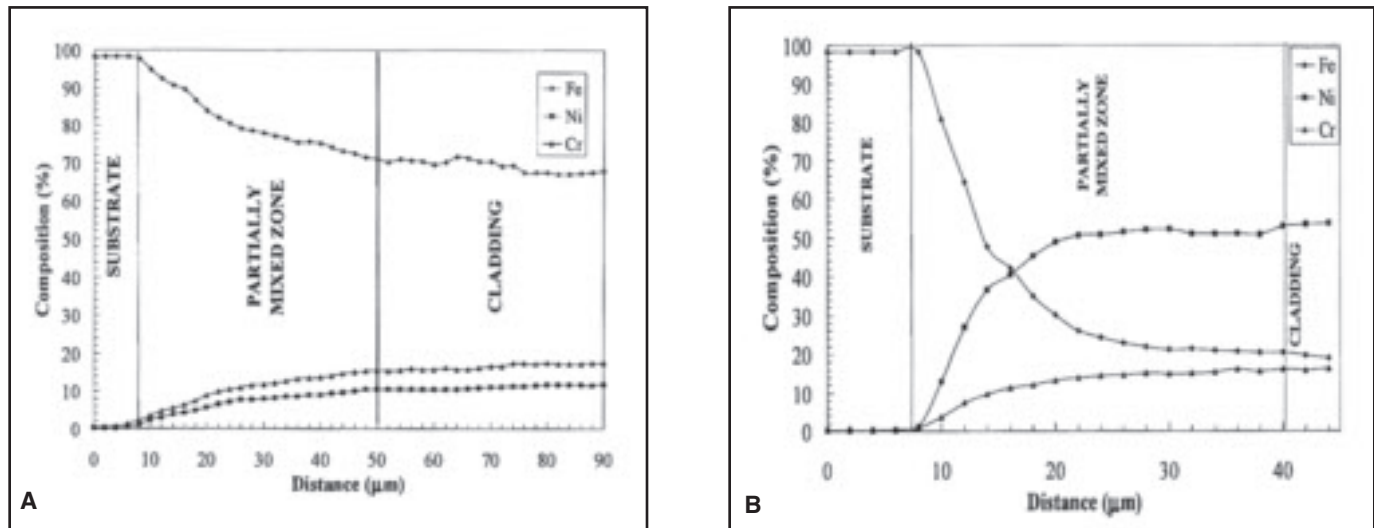 100
90
80
70
60
50
40
30
20
10
0
Composition (%)
SUBSTRATE
PARTIALLY
MIXED ZONE
CLADDING
Fe
Ni
Cr
0 10 20 30 40 50 60 70 80 90
Distance (μm)
A
100
90
80
70
60
50
40
30
20
10
0
Composition (%)
SUBSTRATE
PARTIALLY
MIXED ZONE
CLADDING
Fe
Ni
Cr
0 10 20 30 40
Distance (μm)
B